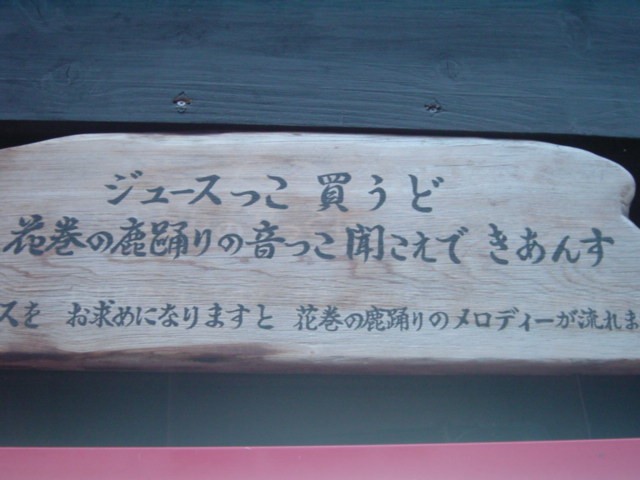 ジュースっこ 買うど
花巻の鹿踊りの音っこ聞こえで きあんす
スを お求めになりますと 花巻の鹿踊りのメロディーが流れま